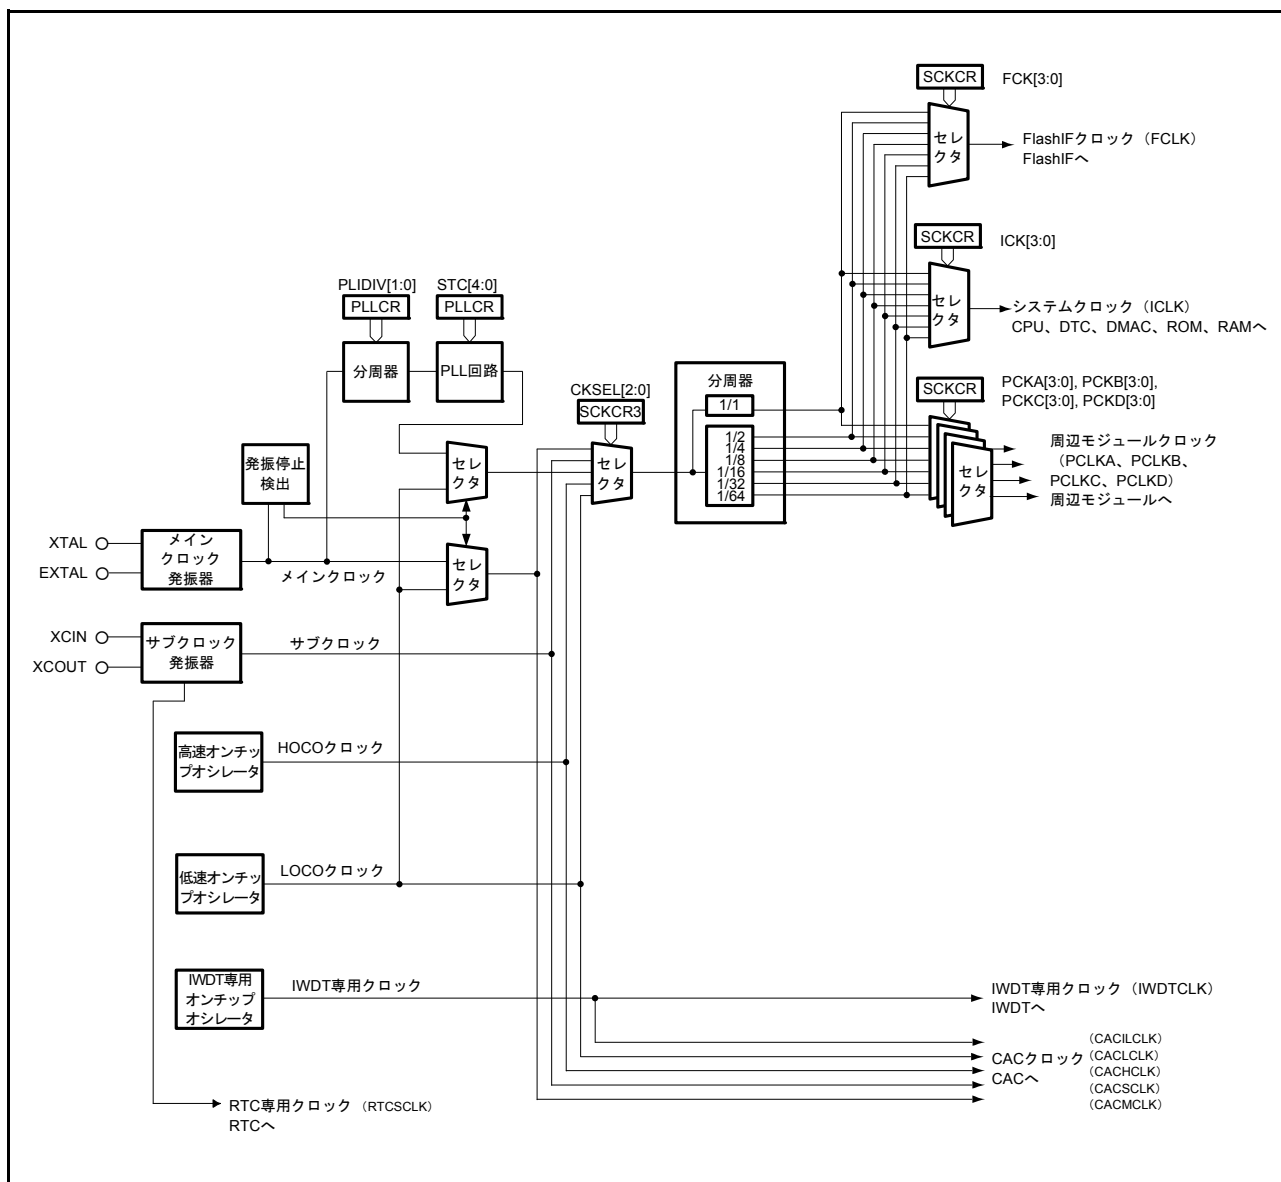 SCKCR
FCK[3:0]
セレ
クタ
FlashIFクロック（FCLK）
FlashIFへ
SCKCR
ICK[3:0]
セレ
クタ
システムクロック（ICLK）
CPU、DTC、DMAC、ROM、RAMへ
PLIDIV[1:0]
PLLCR
分周器
STC[4:0]
PLLCR
PLL回路
CKSEL[2:0]
SCKCR3
セレ
クタ
分周器
1/1
1/2
1/4
1/8
1/16
1/32
1/64
SCKCR
PCKA[3:0], PCKB[3:0],
PCKC[3:0], PCKD[3:0]
セレ
クタ
周辺モジュールクロック
（PCLKA、PCLKB、
PCLKC、PCLKD）
周辺モジュールへ
発振停止
検出
セレ
クタ
セレ
クタ
XTAL
EXTAL
メイン
クロック
発振器
メインクロック
XCIN
XCOUT
サブクロック
発振器
サブクロック
高速オンチッ
プオシレータ
HOCOクロック
低速オンチッ
プオシレータ
LOCOクロック
IWDT専用
オンチップ
オシレータ
IWDT専用クロック
IWDT専用クロック（IWDTCLK）
IWDTへ
CACクロック
CACへ
（CACILCLK）
（CACLCLK）
（CACHCLK）
（CACSCLK）
（CACMCLK）
RTC専用クロック（RTCSCLK）
RTCへ